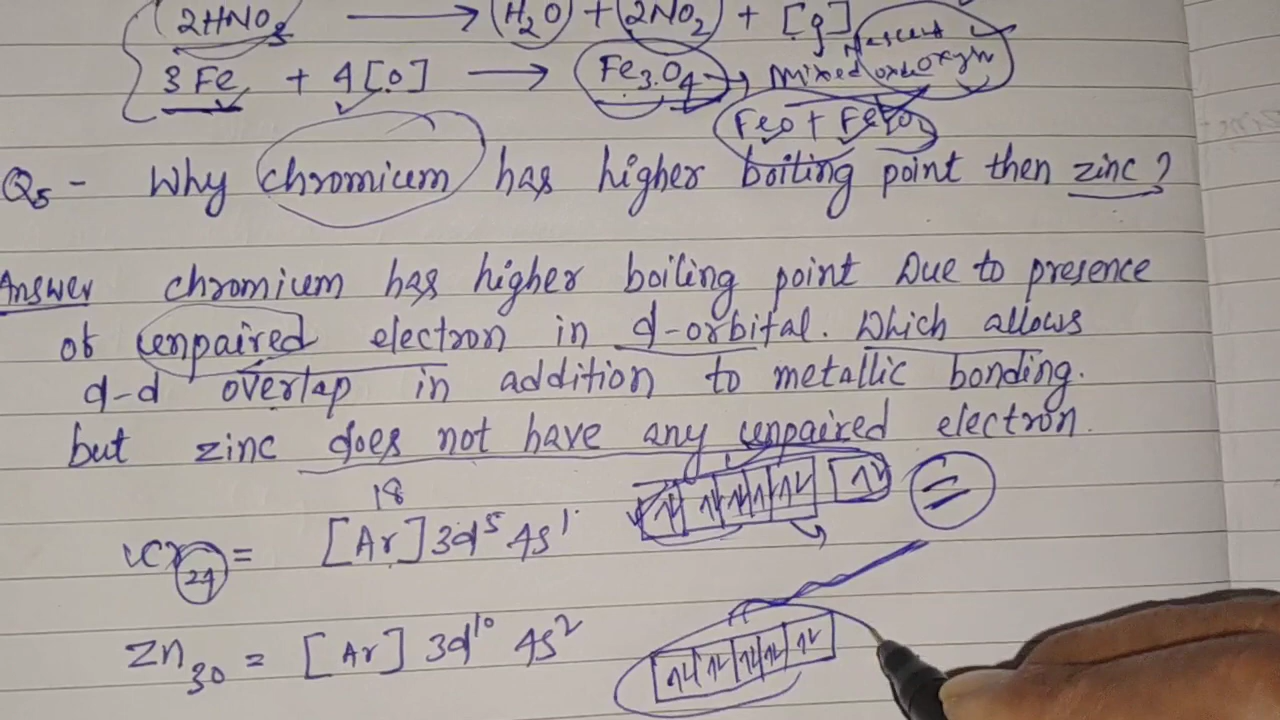 2HNO3 → H2O + 2NO2 + [O]
Nascent oxygen
3 Fe + 4[O] → Fe3O4 → mixed oxide
FeO + Fe2O3
Q5 - Why chromium has higher boiling point then zinc?
Answer chromium has higher boiling point Due to presence
of unpaired electron in d-orbital. Which allows
d-d overlap in addition to metallic bonding.
but zinc does not have any unpaired electron.
18
Cr24 = [Ar] 3d5 4s1
Zn30 = [Ar] 3d10 4s2